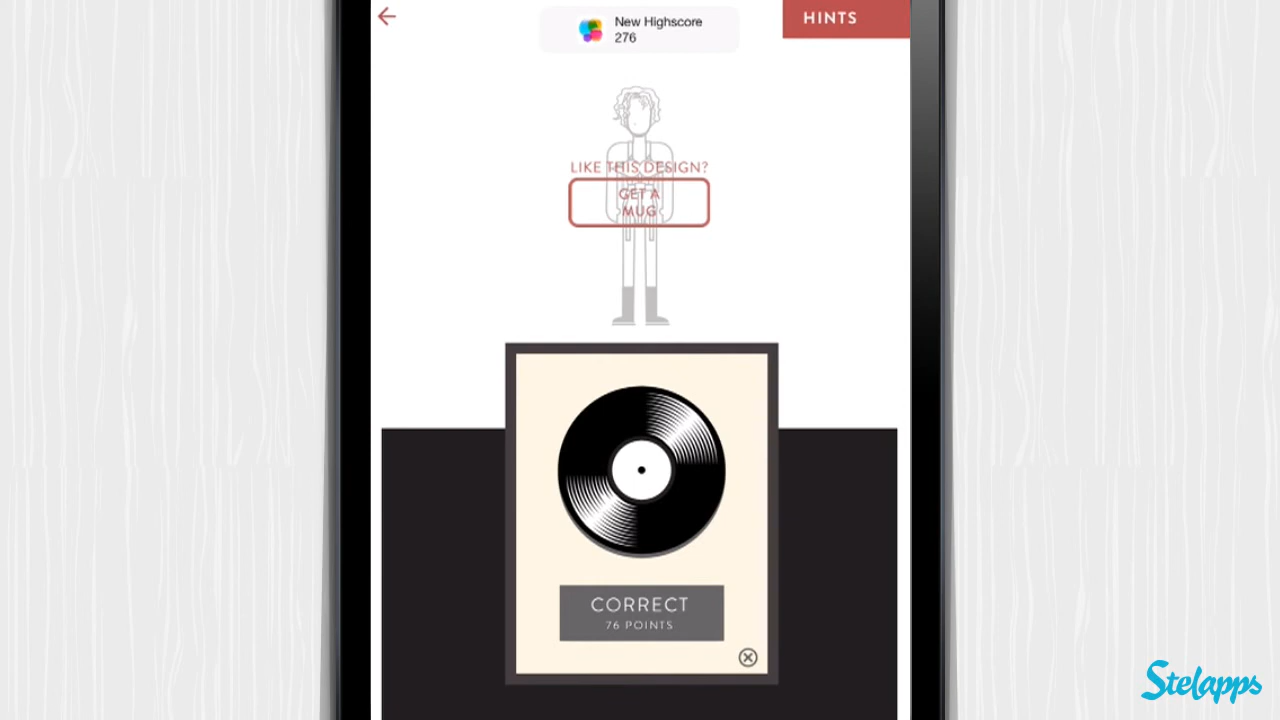 New Highscore
276
HINTS
LIKE THIS DESIGN?
GET A
MUG
CORRECT
76 POINTS
Stelapps